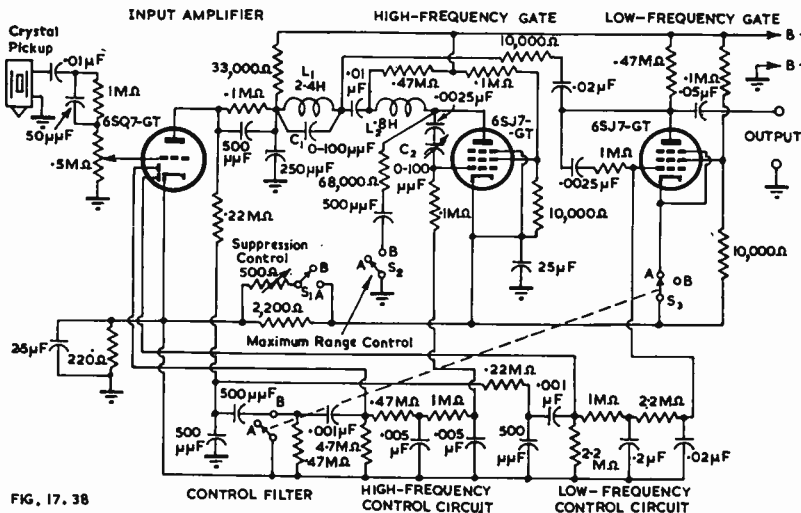 INPUT AMPLIFIER
HIGH-FREQUENCY GATE
LOW-FREQUENCY GATE
Crystal
Pickup
.01μF
1MΩ
50μμF
6SQ7-GT
.5MΩ
33,000Ω
.1MΩ
500
μμF
L₁
2·4H
C₁
0-100μμF
250μμF
.01
μF
.47MΩ
L₂
.8H
.1MΩ
10,000Ω
.02μF
.0025μF
C₂
0-100
μμF
6SJ7-
-GT
68,000Ω
500μμF
.1MΩ
10,000Ω
25μF
.47MΩ
.1MΩ
.05μF
B-
B-
6SJ7-GT
OUTPUT
1MΩ
.0025μF
10,000Ω
A
B
S₃
.22MΩ
Suppression
Control
500Ω
B
S₁
A
2,200Ω
A
B
S₂
Maximum Range Control
25μF
220Ω
500μμF
B
A
500
μμF
.001μF
4.7MΩ
.47MΩ
.47MΩ
1MΩ
.005
μF
.005
μF
.22MΩ
500
μμF
.001
μF
1MΩ
2·2MΩ
2·2
MΩ
.2μF
.02μF
FIG. 17.38
CONTROL FILTER
HIGH-FREQUENCY
CONTROL CIRCUIT
LOW-FREQUENCY
CONTROL CIRCUIT